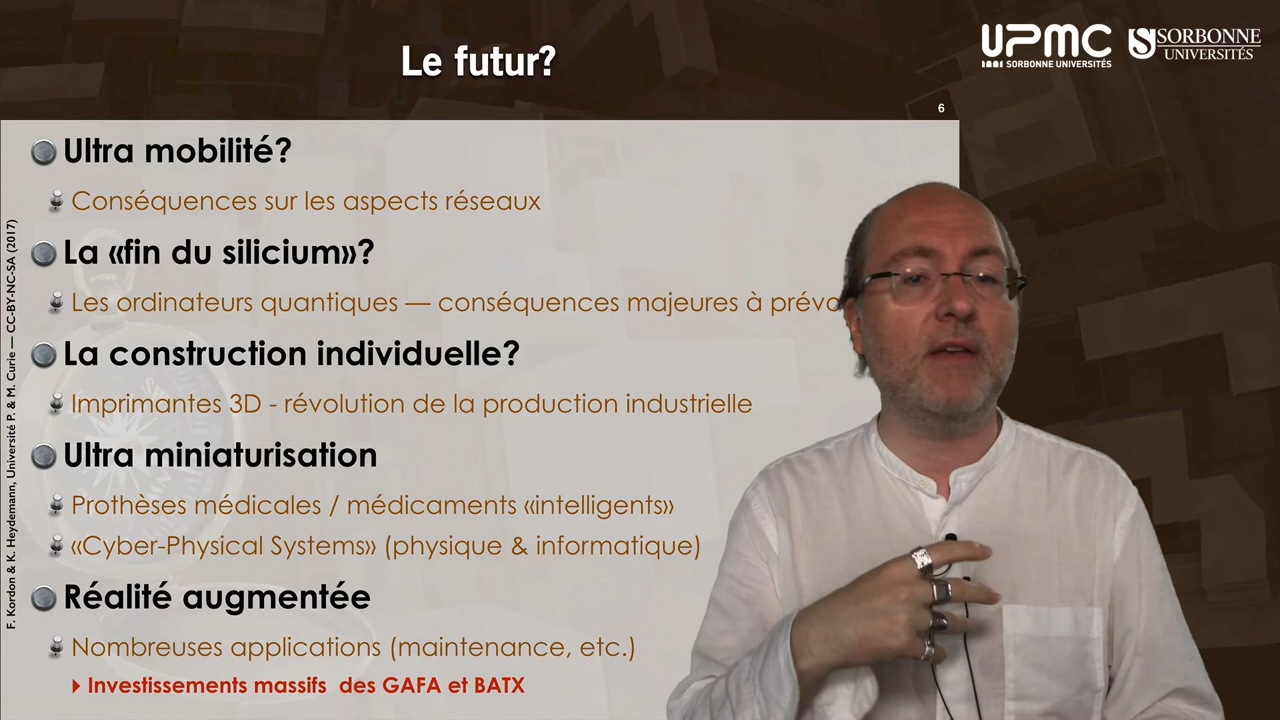 Le futur?
UPMC
SORBONNE UNIVERSITÉS
SORBONNE
UNIVERSITÉS
6
Ultra mobilité?
Conséquences sur les aspects réseaux
La «fin du silicium»?
Les ordinateurs quantiques — conséquences majeures à
La construction individuelle?
Imprimantes 3D - révolution de la production industrielle
Ultra miniaturisation
Prothèses médicales / médicaments «intelligents»
«Cyber-Physical Systems» (physique & informatique)
Réalité augmentée
Nombreuses applications (maintenance, etc.)
Investissements massifs des GAFA et BATX
F. Kordon & K. Heydemann, Université P. & M. Curie — CC-BY-NC-SA (2017)